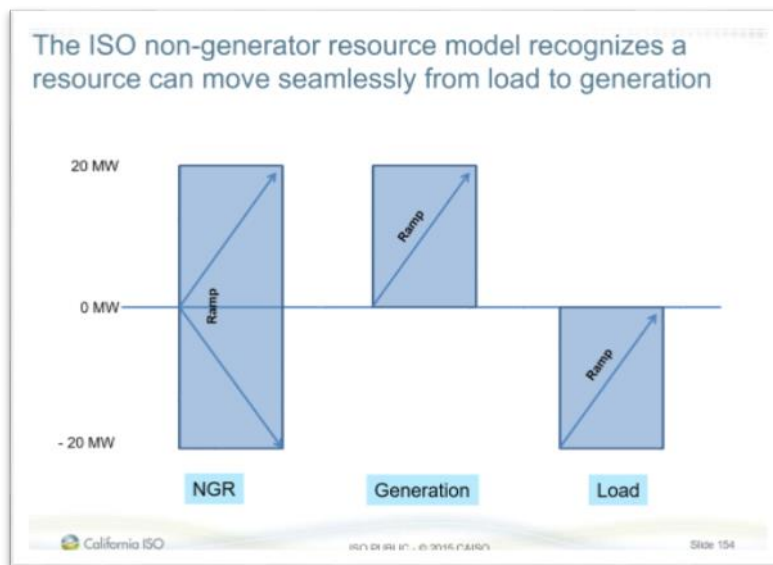 The ISO non-generator resource model recognizes a
resource can move seamlessly from load to generation
20 MW
0 MW
- 20 MW
Ramp
Ramp
Ramp
NGR
Generation
Load
California ISO
ISO PUBLIC - © 2015 CAISO
Slide 154